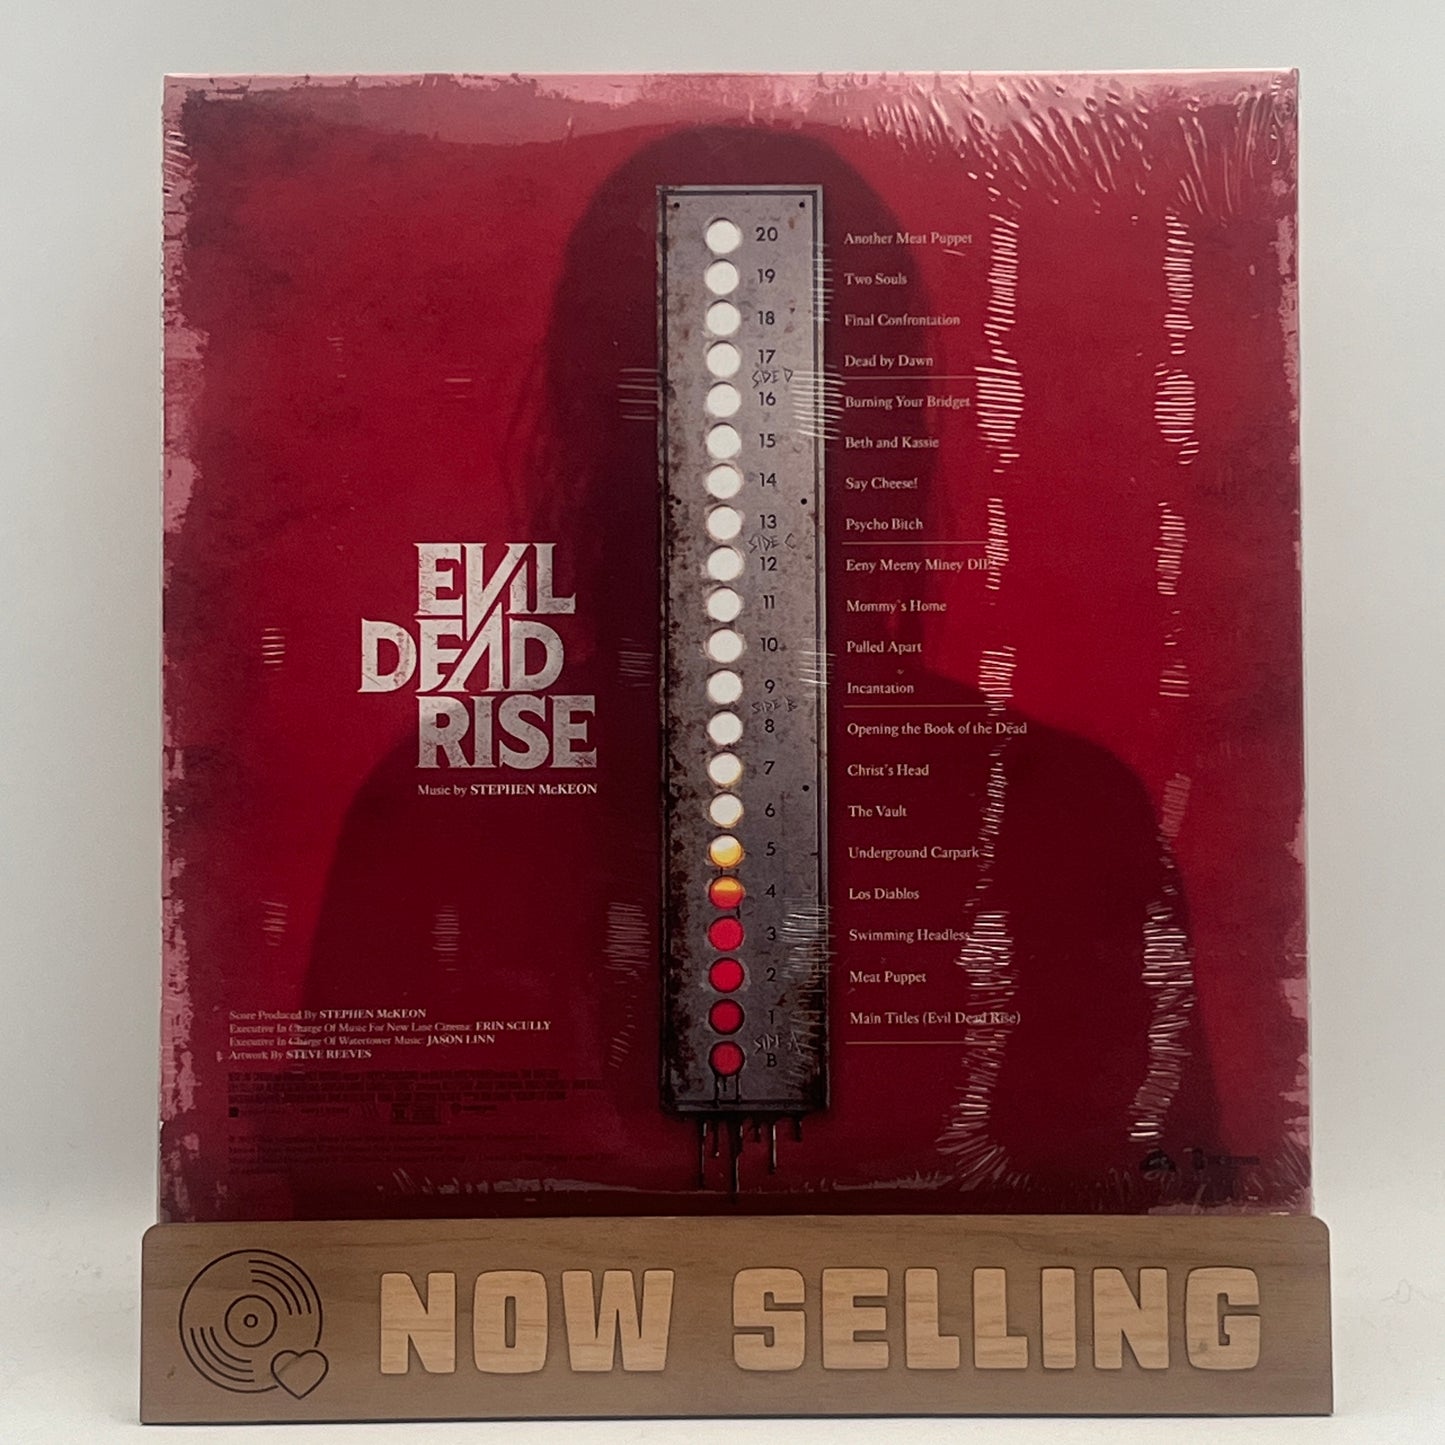 20 Another Meat Puppet
19 Two Souls
18 Final Confrontation
17 Dead by Dawn
SIDE D
16 Burning Your Bridget
15 Beth and Kassie
14 Say Cheese!
13 Psycho Bitch
SIDE C
12 Eeny Meeny Miney DIE
11 Mommy's Home
10 Pulled Apart
9 Incantation
SIDE B
8 Opening the Book of the Dead
7 Christ's Head
6 The Vault
5 Underground Carpark
4 Los Diablos
3 Swimming Headless
2 Meat Puppet
1 Main Titles (Evil Dead Rise)
SIDE A
B
EVIL
DEAD
RISE
Music by STEPHEN McKEON
Score Produced By STEPHEN McKEON
Executive In Charge Of Music For New Line Cinema: ERIN SCULLY
Executive In Charge Of Watertower Music: JASON LINN
Artwork By STEVE REEVES
NOW SELLING